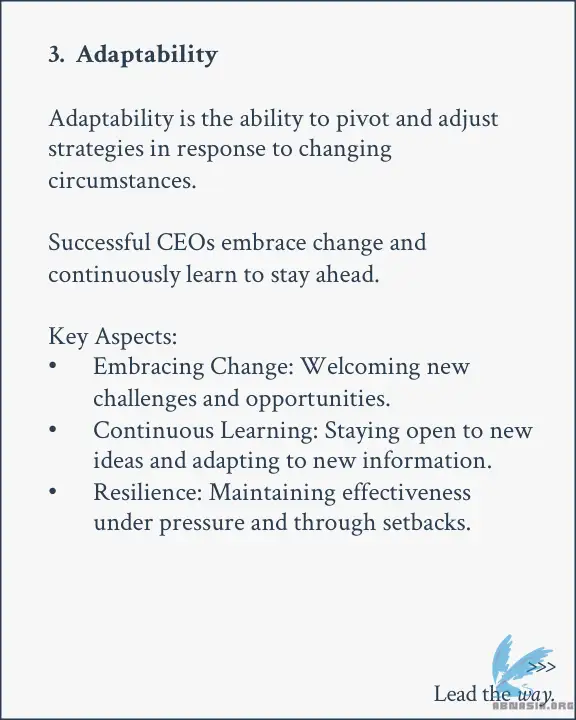 3. Adaptability
Adaptability is the ability to pivot and adjust
strategies in response to changing
circumstances.
Successful CEOs embrace change and
continuously learn to stay ahead.
Key Aspects:
• Embracing Change: Welcoming new
challenges and opportunities.
• Continuous Learning: Staying open to new
ideas and adapting to new information.
• Resilience: Maintaining effectiveness
under pressure and through setbacks.
>>>
Lead the way.
ABMASIA.ORG